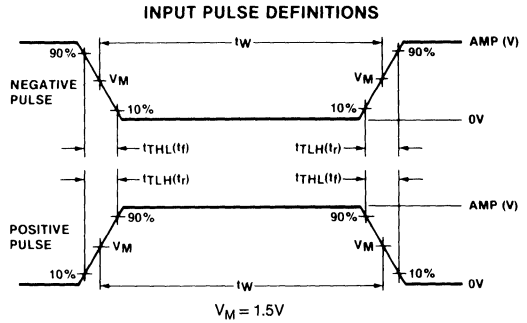 INPUT PULSE DEFINITIONS
tW
AMP (V)
90%
90%
NEGATIVE
PULSE
VM
VM
10%
10%
0V
tTHL(tf)
tTLH(tr)
tTLH(tr)
tTHL(tf)
AMP (V)
90%
90%
POSITIVE
PULSE
VM
VM
10%
10%
tW
0V
VM = 1.5V